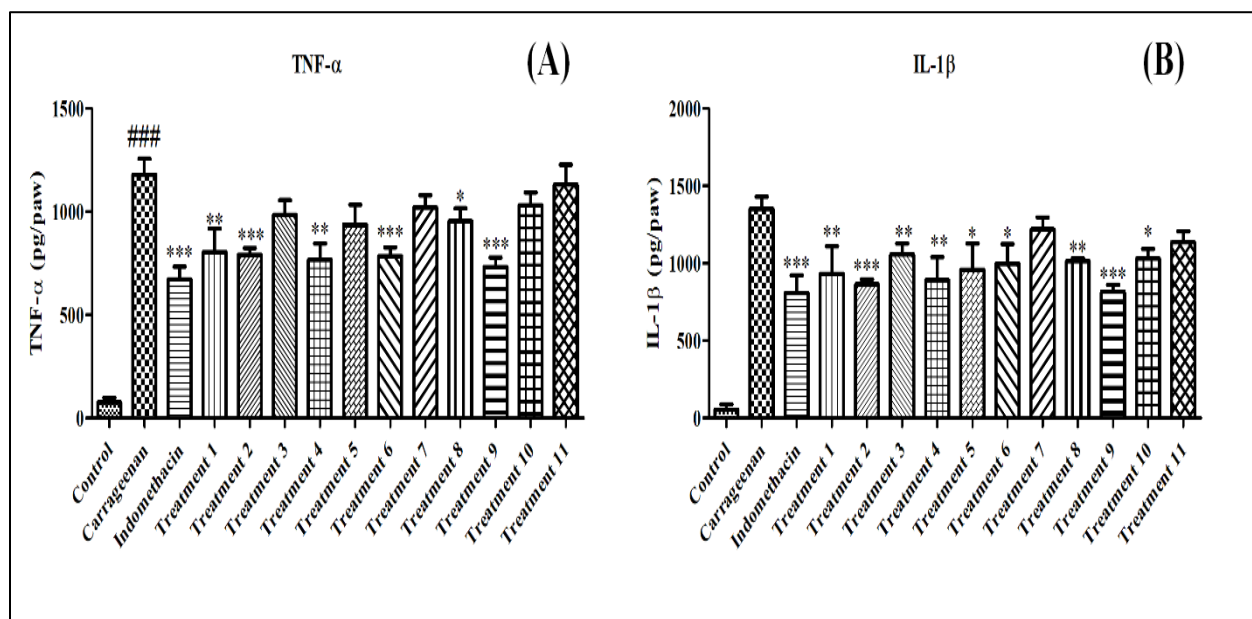 TNF-α
(A)
1500
1000
500
0
TNF-α (pg/paw)
###
***
**
***
**
***
*
***
Control
Carrageenan
Indomethacin
Treatment 1
Treatment 2
Treatment 3
Treatment 4
Treatment 5
Treatment 6
Treatment 7
Treatment 8
Treatment 9
Treatment 10
Treatment 11
IL-1β
(B)
2000
1500
1000
500
0
IL-1β (pg/paw)
***
**
***
**
**
*
*
**
***
*
Control
Carrageenan
Indomethacin
Treatment 1
Treatment 2
Treatment 3
Treatment 4
Treatment 5
Treatment 6
Treatment 7
Treatment 8
Treatment 9
Treatment 10
Treatment 11